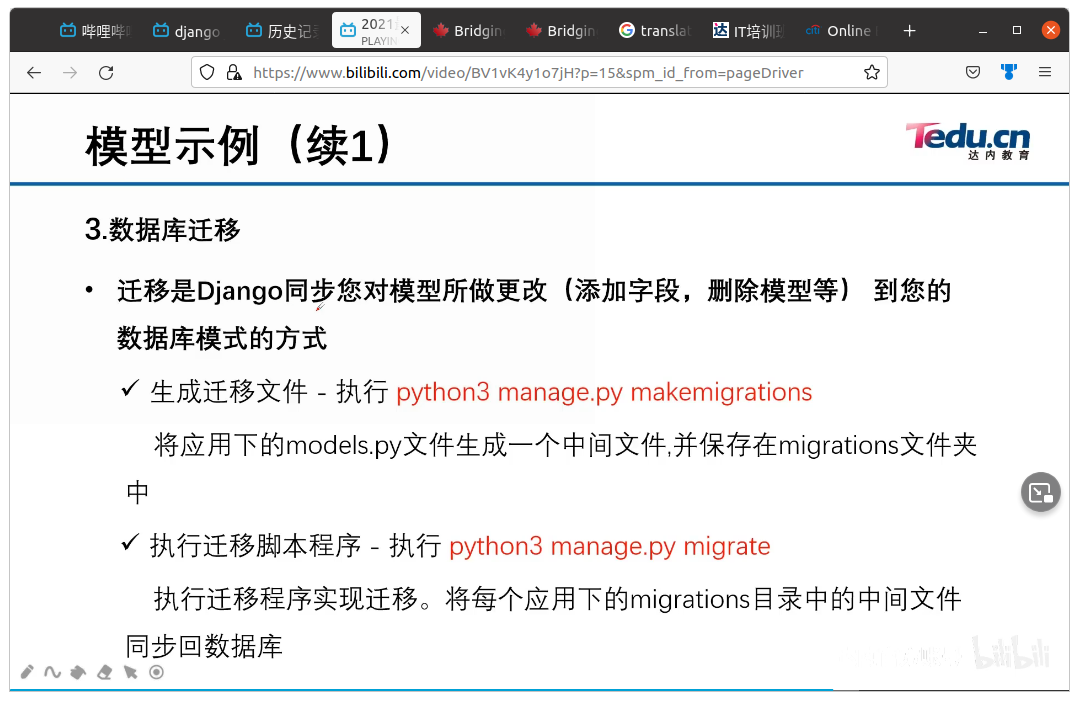 哔哩哔哩
django
历史记录
2021
PLAYIN
Bridgin
Bridgin
translat
IT培训班
Online
https://www.bilibili.com/video/BV1vK4y1o7jH?p=15&spm_id_from=pageDriver
模型示例（续1）
Tedu.cn
达内教育
3.数据库迁移
• 迁移是Django同步您对模型所做更改（添加字段，删除模型等） 到您的
数据库模式的方式
✓ 生成迁移文件 - 执行 python3 manage.py makemigrations
将应用下的models.py文件生成一个中间文件,并保存在migrations文件夹
中
✓ 执行迁移脚本程序 - 执行 python3 manage.py migrate
执行迁移程序实现迁移。将每个应用下的migrations目录中的中间文件
同步回数据库
bilibili